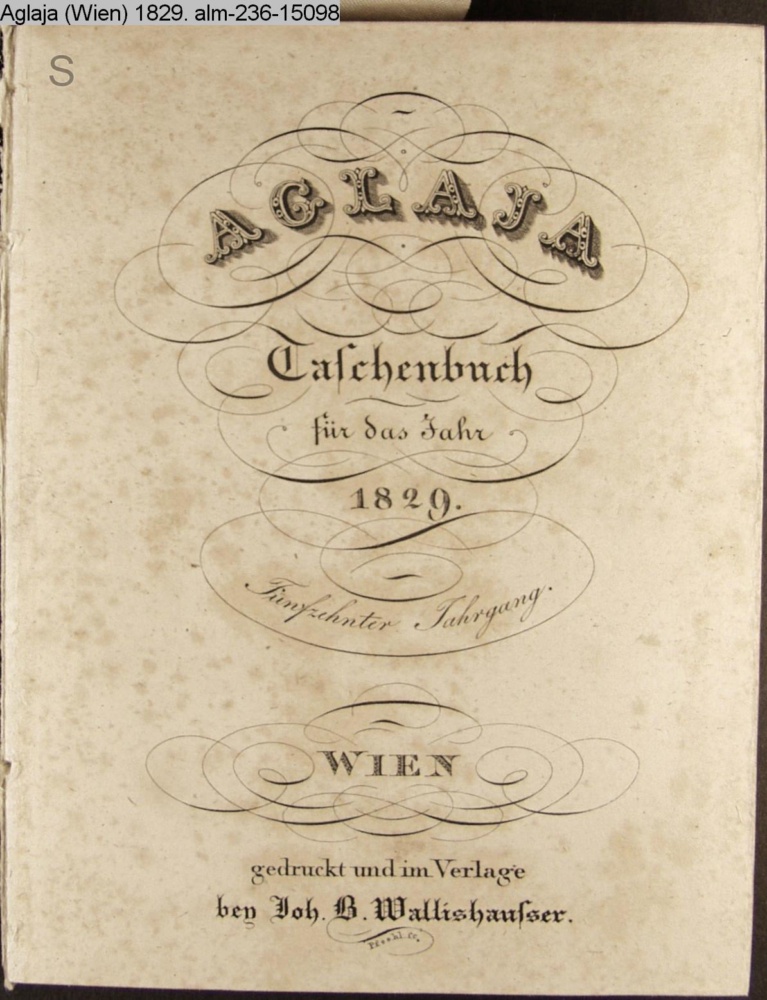 Aglaja (Wien) 1829. alm-236-15098
S
AGLAJA
Taſchenbuch
für das Jahr
1829.
Fünfzehnter Jahrgang.
WIEN
gedruckt und im Verlage
bey Joh. B. Wallishauſser.